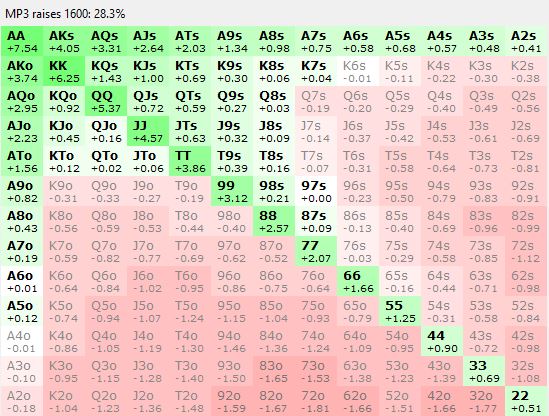 MP3 raises 1600: 28.3%
AA AKs AQs AJs ATs A9s A8s A7s A6s A5s A4s A3s A2s
+7.54 +4.05 +3.31 +2.64 +2.03 +1.34 +0.98 +0.75 +0.58 +0.68 +0.57 +0.48 +0.41
AKo KK KQs KJs KTs K9s K8s K7s K6s K5s K4s K3s K2s
+3.74 +6.25 +1.43 +1.00 +0.69 +0.30 +0.06 +0.04 -0.01 -0.11 -0.22 -0.30 -0.38
AQo KQo QQ QJs QTs Q9s Q8s Q7s Q6s Q5s Q4s Q3s Q2s
+2.95 +0.92 +5.37 +0.72 +0.59 +0.27 +0.03 -0.19 -0.20 -0.29 -0.40 -0.49 -0.56
AJo KJo QJo JJ JTs J9s J8s J7s J6s J5s J4s J3s J2s
+2.23 +0.45 +0.16 +4.57 +0.63 +0.32 +0.09 -0.14 -0.37 -0.42 -0.53 -0.61 -0.69
ATo KTo QTo JTo TT T9s T8s T7s T6s T5s T4s T3s T2s
+1.56 +0.12 +0.02 +0.06 +3.86 +0.39 +0.16 -0.07 -0.31 -0.58 -0.64 -0.73 -0.81
A9o K9o Q9o J9o T9o 99 98s 97s 96s 95s 94s 93s 92s
+0.82 -0.31 -0.33 -0.27 -0.19 +3.12 +0.21 -0.00 -0.23 -0.50 -0.79 -0.83 -0.91
A8o K8o Q8o J8o T8o 98o 88 87s 86s 85s 84s 83s 82s
+0.43 -0.56 -0.59 -0.53 -0.44 -0.40 +2.57 +0.09 -0.13 -0.40 -0.69 -0.96 -0.99
A7o K7o Q7o J7o T7o 97o 87o 77 76s 75s 74s 73s 72s
+0.19 -0.59 -0.82 -0.77 -0.69 -0.62 -0.52 +2.07 -0.03 -0.29 -0.58 -0.85 -1.12
A6o K6o Q6o J6o T6o 96o 86o 76o 66 65s 64s 63s 62s
+0.01 -0.64 -0.84 -1.02 -0.95 -0.86 -0.75 -0.64 +1.66 -0.16 -0.44 -0.71 -0.98
A5o K5o Q5o J5o T5o 95o 85o 75o 65o 55 54s 53s 52s
+0.12 -0.74 -0.94 -1.07 -1.24 -1.15 -1.04 -0.93 -0.79 +1.25 -0.31 -0.58 -0.84
A4o K4o Q4o J4o T4o 94o 84o 74o 64o 54o 44 43s 42s
-0.01 -0.86 -1.05 -1.19 -1.30 -1.46 -1.36 -1.24 -1.09 -0.95 +0.90 -0.72 -0.98
A3o K3o Q3o J3o T3o 93o 83o 73o 63o 53o 43o 33 32s
-0.10 -0.95 -1.15 -1.28 -1.40 -1.50 -1.65 -1.53 -1.38 -1.23 -1.39 +0.69 -1.08
A2o K2o Q2o J2o T2o 92o 82o 72o 62o 52o 42o 32o 22
-0.18 -1.04 -1.23 -1.36 -1.48 -1.59 -1.67 -1.81 -1.66 -1.51 -1.66 -1.77 +0.51